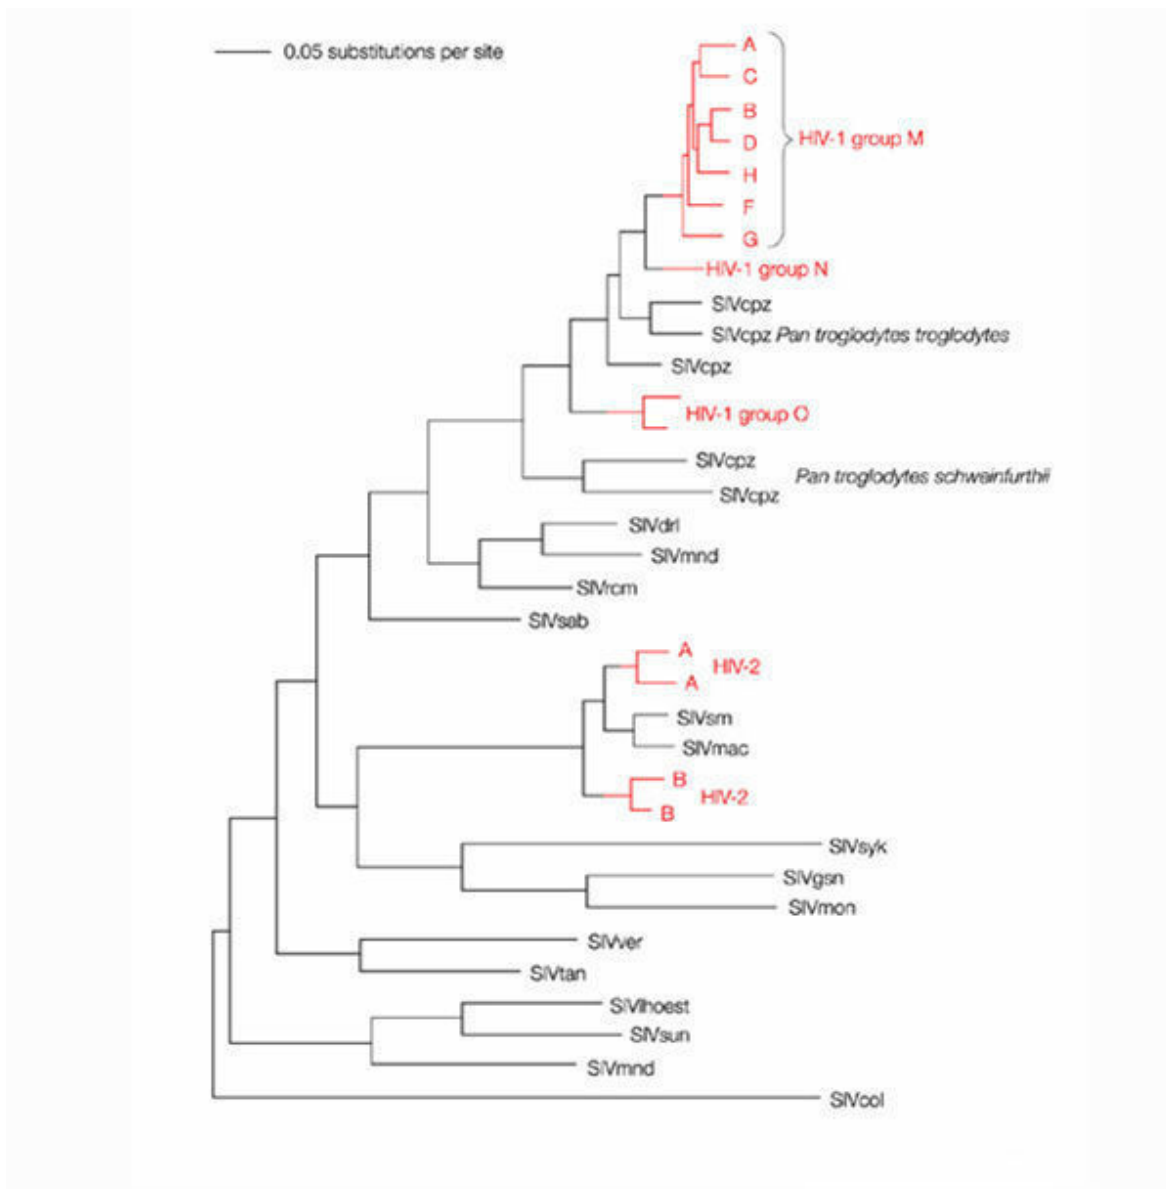 0.05 substitutions per site
A
C
B
D
HIV-1 group M
H
F
G
HIV-1 group N
SIVcpz
SIVcpz Pan troglodytes troglodytes
SIVcpz
HIV-1 group O
SIVcpz
Pan troglodytes schweinfurthii
SIVcpz
SIVdrl
SIVmnd
SIVrcm
SIVsab
A
HIV-2
A
SIVsm
SIVmac
B
HIV-2
B
SIVsyk
SIVgsn
SIVmon
SIVver
SIVtan
SIVlhoest
SIVsun
SIVmnd
SIVcol